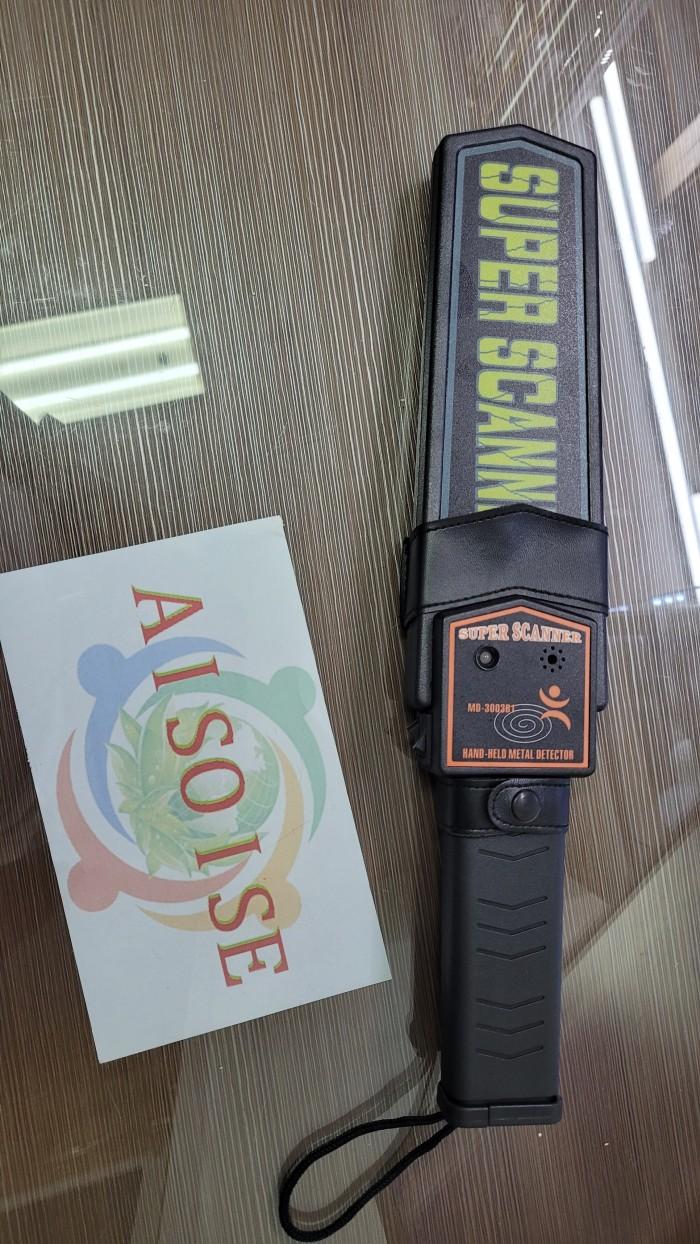 SUPER SCANN
SUPER SCANNER
MD-3003B1
HAND-HELD METAL DETECTOR
AISOISE